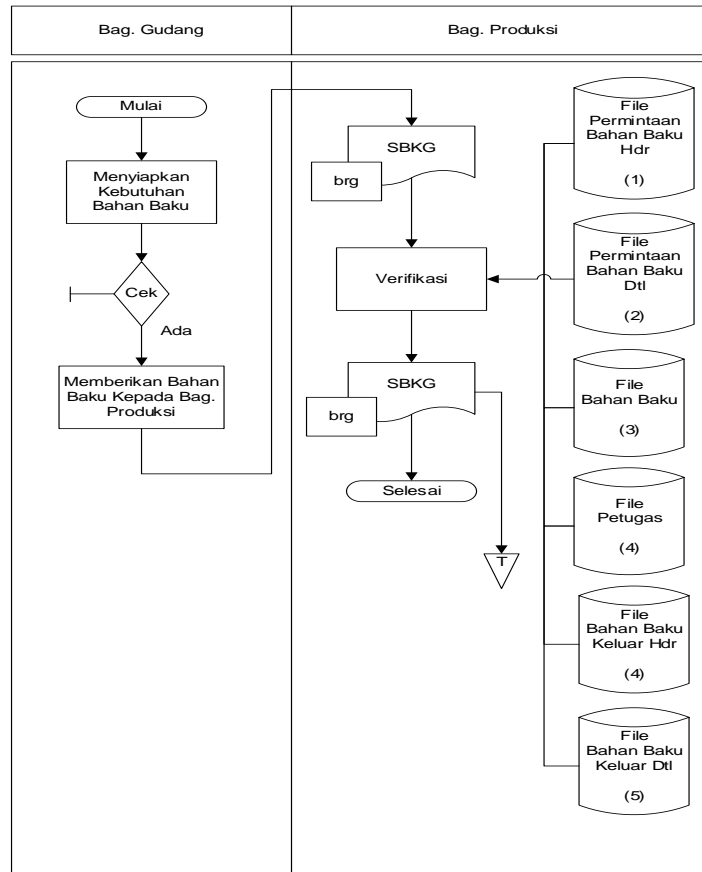 Bag. Gudang
Bag. Produksi
Mulai
Menyiapkan
Kebutuhan
Bahan Baku
Cek
Ada
Memberikan Bahan
Baku Kepada Bag.
Produksi
SBKG
brg
Verifikasi
SBKG
brg
Selesai
T
File
Permintaan
Bahan Baku
Hdr
(1)
File
Permintaan
Bahan Baku
Dtl
(2)
File
Bahan Baku
(3)
File
Petugas
(4)
File
Bahan Baku
Keluar Hdr
(4)
File
Bahan Baku
Keluar Dtl
(5)